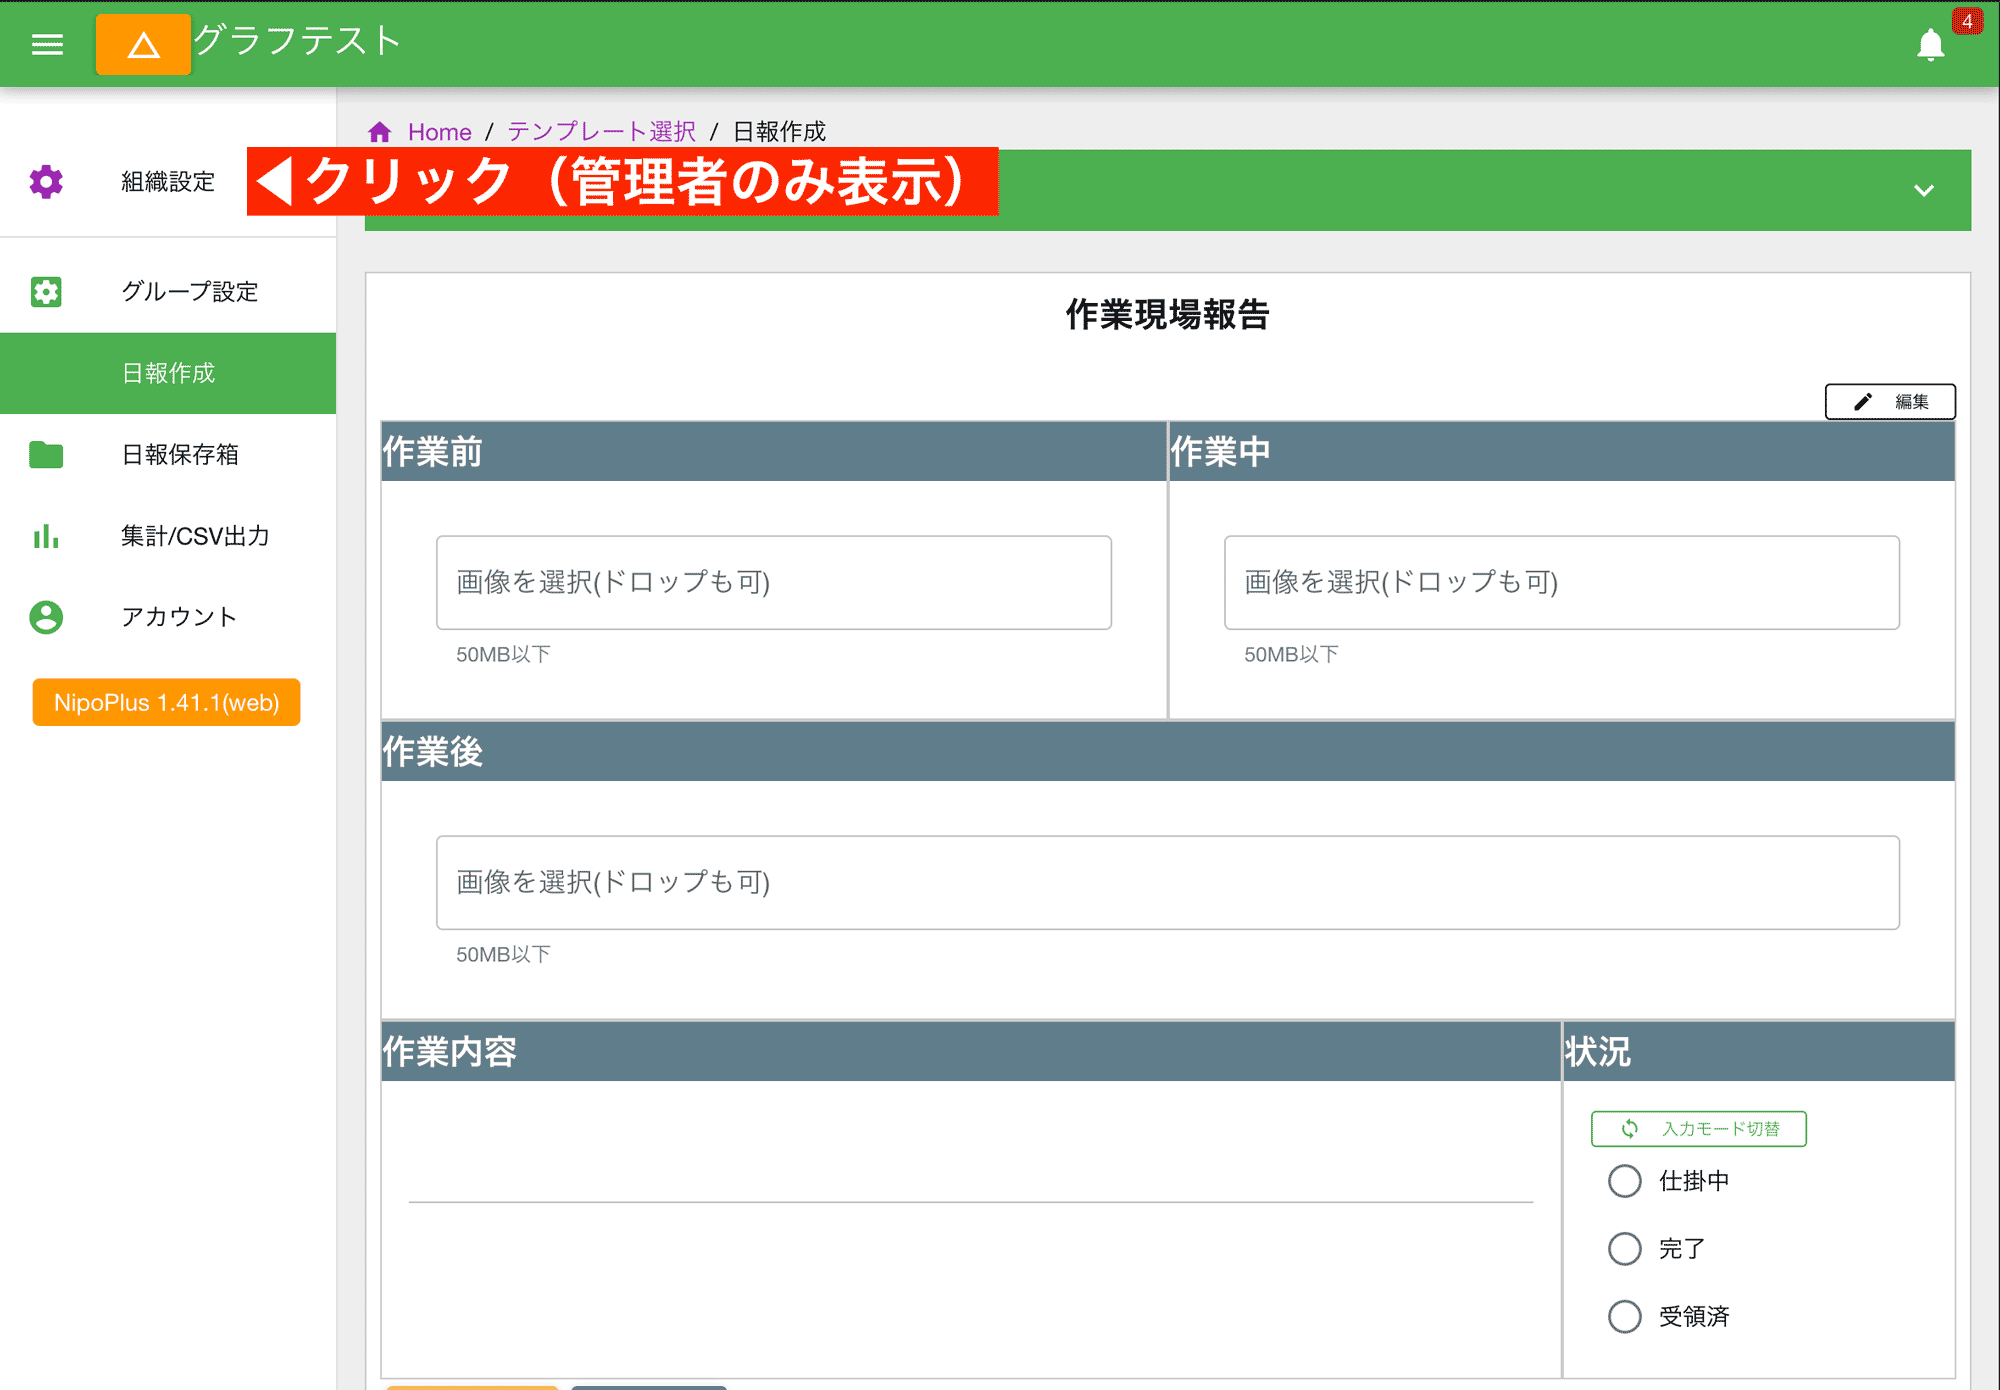 グラフテスト
4
Home / テンプレート選択 / 日報作成
組織設定
◀クリック（管理者のみ表示）
グループ設定
日報作成
日報保存箱
集計/CSV出力
アカウント
NipoPlus 1.41.1(web)
作業現場報告
編集
作業前
作業中
画像を選択(ドロップも可)
画像を選択(ドロップも可)
50MB以下
50MB以下
作業後
画像を選択(ドロップも可)
50MB以下
作業内容
状況
入力モード切替
仕掛中
完了
受領済